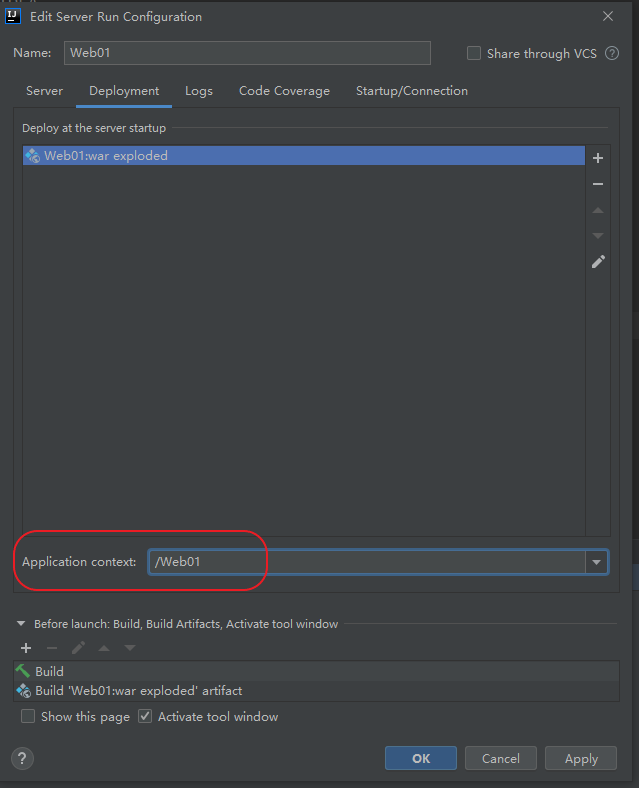 IJ Edit Server Run Configuration
Name: Web01 Share through VCS ?
Server Deployment Logs Code Coverage Startup/Connection
Deploy at the server startup
Web01:war exploded
Application context: /Web01
Before launch: Build, Build Artifacts, Activate tool window
Build
Build 'Web01:war exploded' artifact
Show this page Activate tool window
? OK Cancel Apply